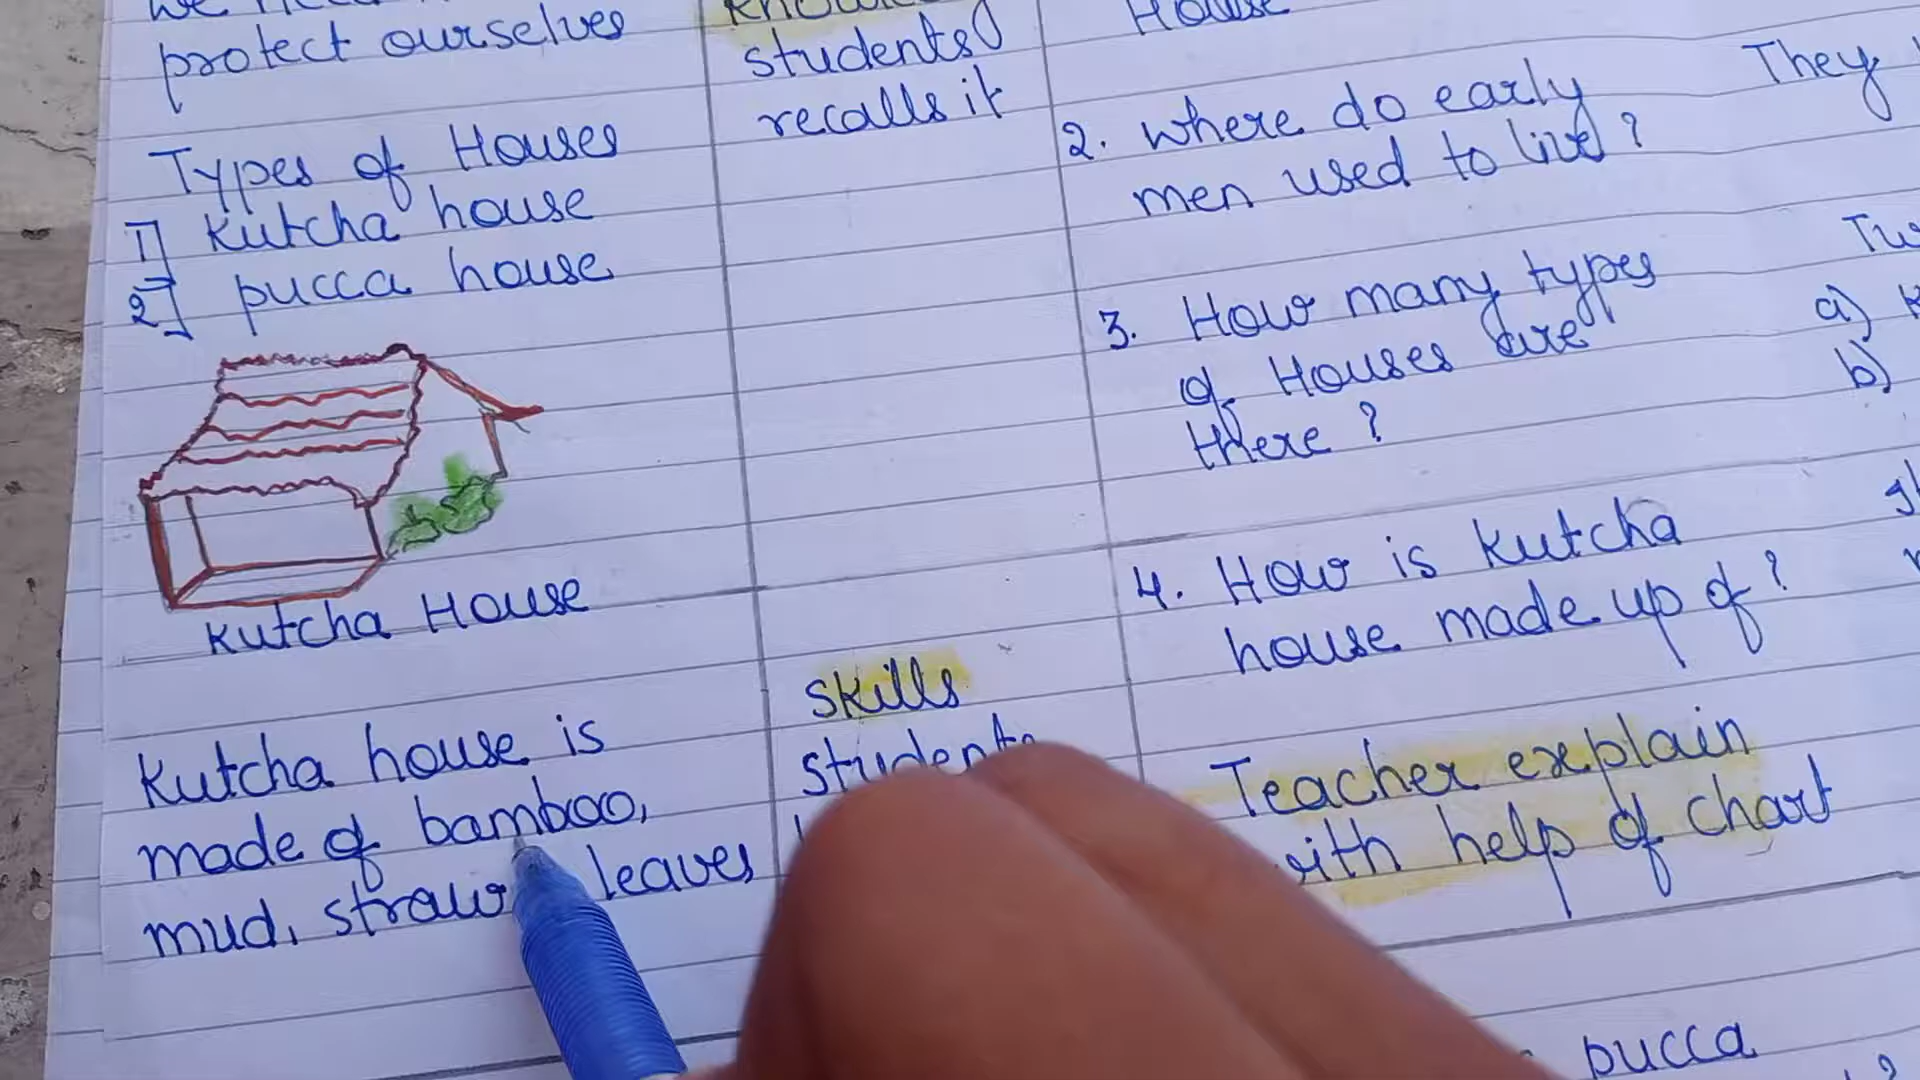 protect ourselves
Types of Houses
1] Kutcha house
2] pucca house
Kutcha House
Kutcha house is
made of bamboo,
mud, straw leaves
students
recalls it
skills
students
House
2. where do early
men used to live?
3. How many types
of Houses are
there?
4. How is Kutcha
house made up of?
Teacher explain
with help of chart
pucca
They
a)
b)